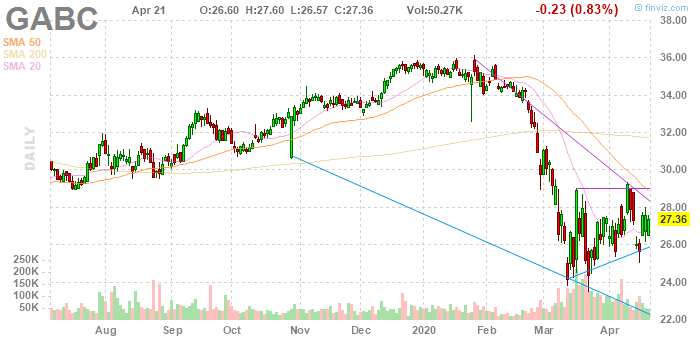 GABC Apr 21 O:26.60 H:27.60 L:26.57 C:27.36 Vol:50.27K -0.23 (0.83%) © finviz.com
SMA 50
SMA 200
SMA 20
DAILY
36.00
34.00
32.00
30.00
28.00
27.36
26.00
24.00
22.00
250K
200K
150K
100K
50K
Aug Sep Oct Nov Dec 2020 Feb Mar Apr